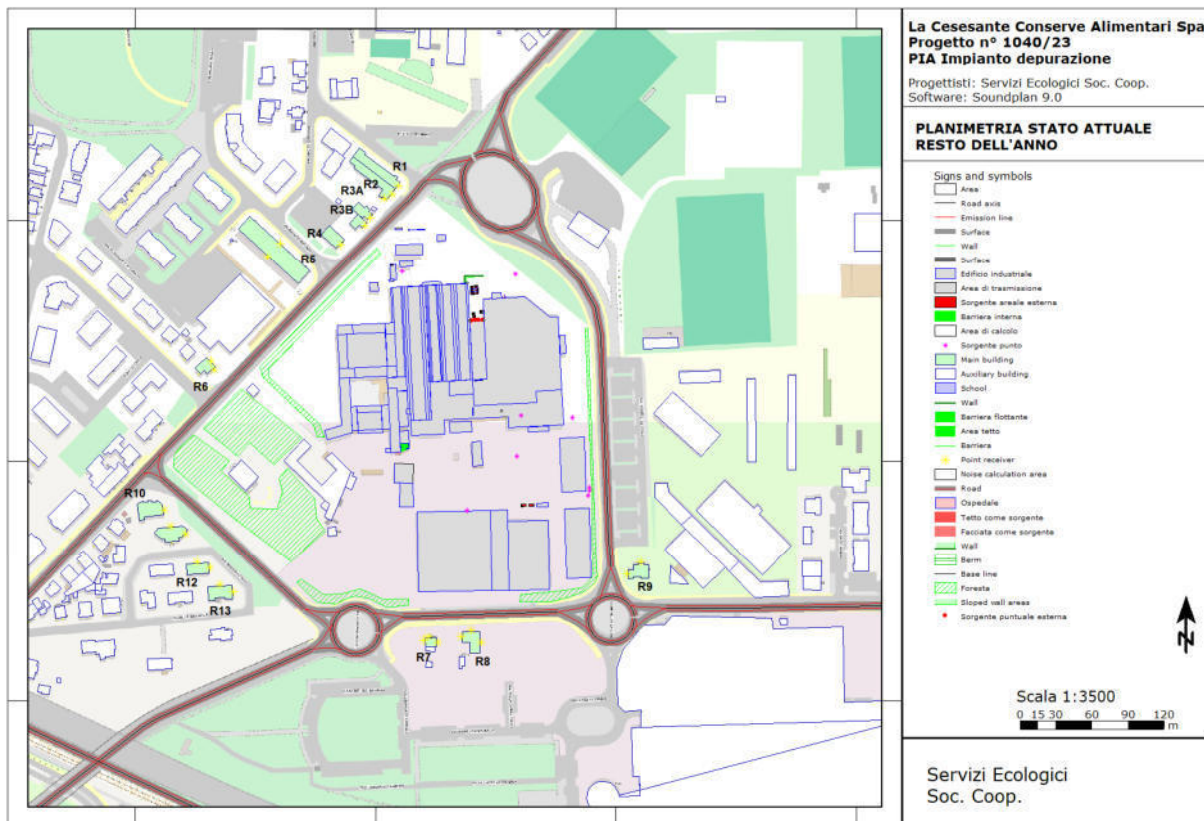 La Cesesante Conserve Alimentari Spa
Progetto n° 1040/23
PIA Impianto depurazione
Progettisti: Servizi Ecologici Soc. Coop.
Software: Soundplan 9.0
PLANIMETRIA STATO ATTUALE
RESTO DELL'ANNO
Signs and symbols
Area
Road axis
Emission line
Surface
Wall
Surface
Edificio industriale
Area di trasmissione
Sorgente areale esterna
Barriera interna
Area di calcolo
Sorgente punto
Main building
Auxiliary building
School
Wall
Barriera flottante
Area tetto
Barriera
Point receiver
Noise calculation area
Road
Ospedale
Tetto come sorgente
Facciata come sorgente
Wall
Berm
Base line
Foresta
Sloped wall areas
Sorgente puntuale esterna
N
Scala 1:3500
0 15 30 60 90 120
m
Servizi Ecologici
Soc. Coop.
R1
R2
R3A
R3B
R4
R5
R6
R10
R12
R13
R9
R7
R8